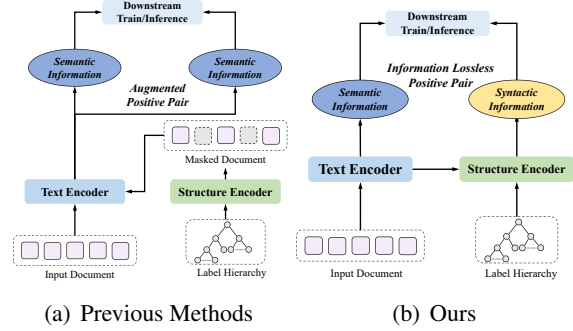 Downstream
Train/Inference
Semantic
Information
Semantic
Information
Augmented
Positive Pair
Masked Document
Text Encoder
Structure Encoder
Input Document
Label Hierarchy
(a) Previous Methods
Downstream
Train/Inference
Semantic
Information
Information Lossless
Positive Pair
Syntactic
Information
Text Encoder
Structure Encoder
Input Document
Label Hierarchy
(b) Ours